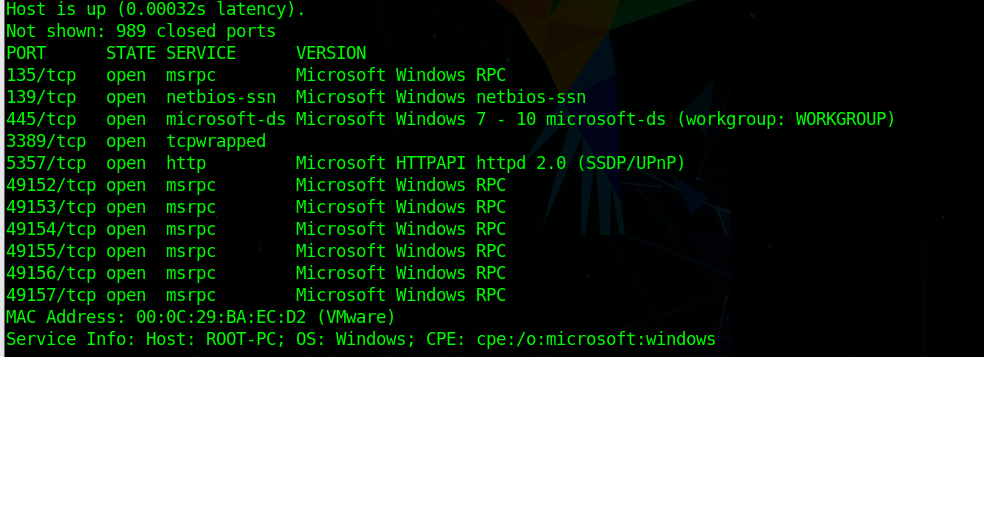 Host is up (0.00032s latency).
Not shown: 989 closed ports
PORT      STATE SERVICE      VERSION
135/tcp   open  msrpc        Microsoft Windows RPC
139/tcp   open  netbios-ssn  Microsoft Windows netbios-ssn
445/tcp   open  microsoft-ds Microsoft Windows 7 - 10 microsoft-ds (workgroup: WORKGROUP)
3389/tcp  open  tcpwrapped
5357/tcp  open  http         Microsoft HTTPAPI httpd 2.0 (SSDP/UPnP)
49152/tcp open  msrpc        Microsoft Windows RPC
49153/tcp open  msrpc        Microsoft Windows RPC
49154/tcp open  msrpc        Microsoft Windows RPC
49155/tcp open  msrpc        Microsoft Windows RPC
49156/tcp open  msrpc        Microsoft Windows RPC
49157/tcp open  msrpc        Microsoft Windows RPC
MAC Address: 00:0C:29:BA:EC:D2 (VMware)
Service Info: Host: ROOT-PC; OS: Windows; CPE: cpe:/o:microsoft:windows